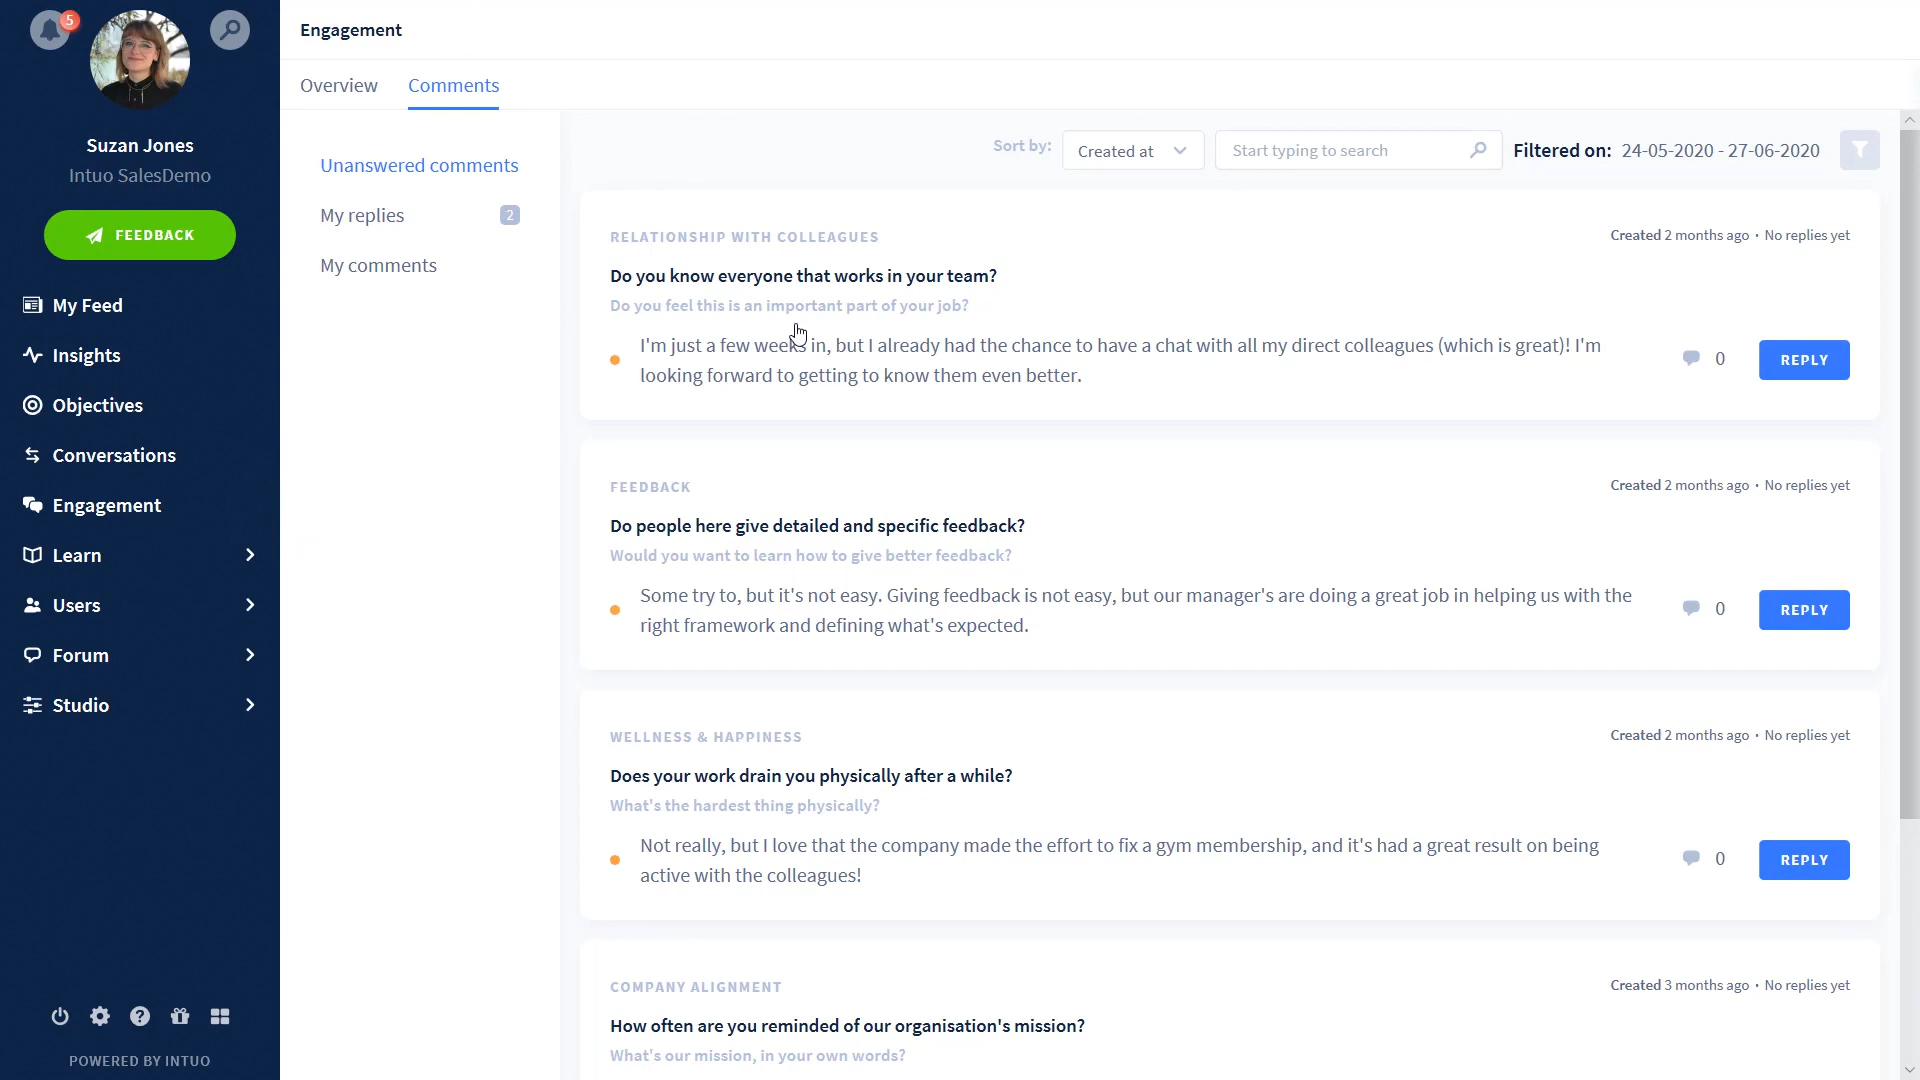 5
Suzan Jones
Intuo SalesDemo
FEEDBACK
My Feed
Insights
Objectives
Conversations
Engagement
Learn
Users
Forum
Studio
POWERED BY INTUO
Engagement
Overview
Comments
Unanswered comments
My replies
2
My comments
Sort by:
Created at
Start typing to search
Filtered on: 24-05-2020 - 27-06-2020
RELATIONSHIP WITH COLLEAGUES
Created 2 months ago • No replies yet
Do you know everyone that works in your team?
Do you feel this is an important part of your job?
I'm just a few weeks in, but I already had the chance to have a chat with all my direct colleagues (which is great)! I'm
looking forward to getting to know them even better.
0
REPLY
FEEDBACK
Created 2 months ago • No replies yet
Do people here give detailed and specific feedback?
Would you want to learn how to give better feedback?
Some try to, but it's not easy. Giving feedback is not easy, but our manager's are doing a great job in helping us with the
right framework and defining what's expected.
0
REPLY
WELLNESS & HAPPINESS
Created 2 months ago • No replies yet
Does your work drain you physically after a while?
What's the hardest thing physically?
Not really, but I love that the company made the effort to fix a gym membership, and it's had a great result on being
active with the colleagues!
0
REPLY
COMPANY ALIGNMENT
Created 3 months ago • No replies yet
How often are you reminded of our organisation's mission?
What's our mission, in your own words?